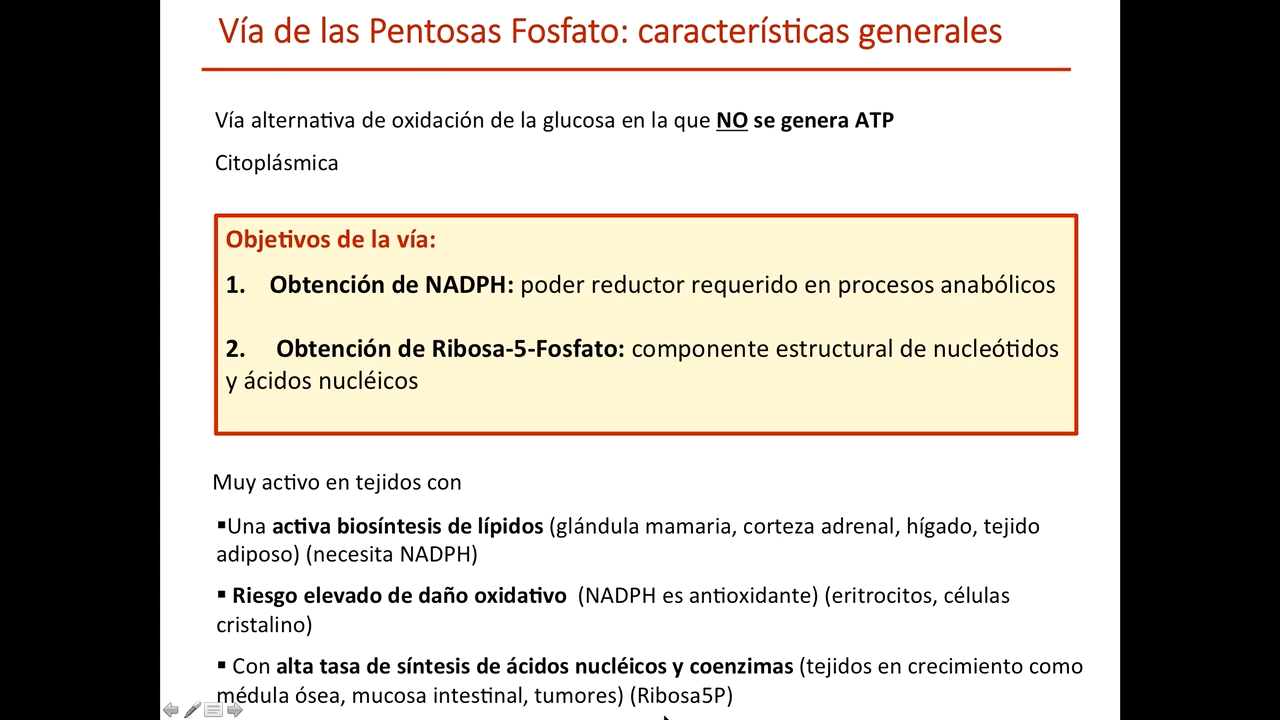 Vía de las Pentosas Fosfato: características generales
Vía alternativa de oxidación de la glucosa en la que NO se genera ATP
Citoplásmica
Objetivos de la vía:
1. Obtención de NADPH: poder reductor requerido en procesos anabólicos
2. Obtención de Ribosa-5-Fosfato: componente estructural de nucleótidos
y ácidos nucléicos
Muy activo en tejidos con
▪Una activa biosíntesis de lípidos (glándula mamaria, corteza adrenal, hígado, tejido
adiposo) (necesita NADPH)
▪ Riesgo elevado de daño oxidativo (NADPH es antioxidante) (eritrocitos, células
cristalino)
▪ Con alta tasa de síntesis de ácidos nucléicos y coenzimas (tejidos en crecimiento como
médula ósea, mucosa intestinal, tumores) (Ribosa5P)